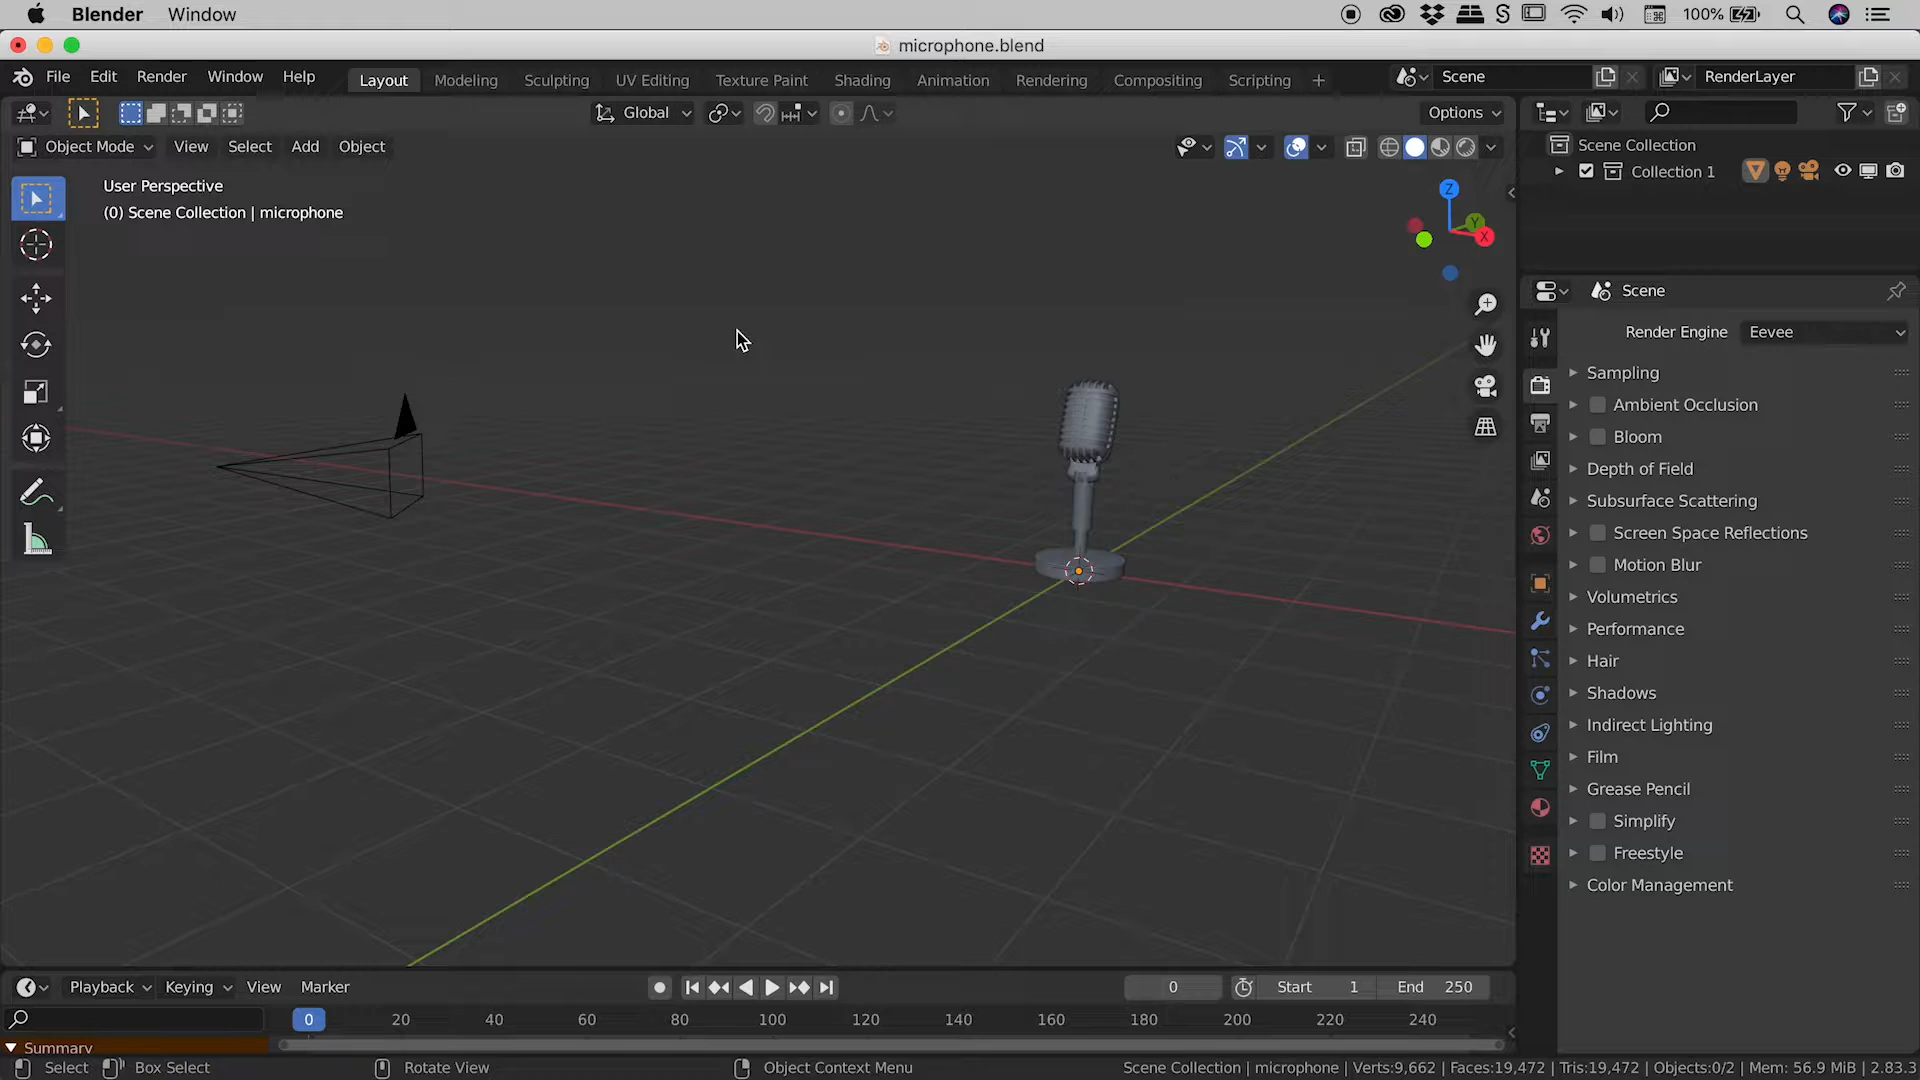 Blender Window 100%
microphone.blend
File Edit Render Window Help Layout Modeling Sculpting UV Editing Texture Paint Shading Animation Rendering Compositing Scripting + Scene RenderLayer
Global Options
Object Mode View Select Add Object
Scene Collection
Collection 1
User Perspective
(0) Scene Collection | microphone
Z
Y
X
Scene
Render Engine Eevee
Sampling
Ambient Occlusion
Bloom
Depth of Field
Subsurface Scattering
Screen Space Reflections
Motion Blur
Volumetrics
Performance
Hair
Shadows
Indirect Lighting
Film
Grease Pencil
Simplify
Freestyle
Color Management
Playback Keying View Marker 0 Start 1 End 250
0 20 40 60 80 100 120 140 160 180 200 220 240
Summary
Select Box Select Rotate View Object Context Menu Scene Collection | microphone | Verts:9,662 | Faces:19,472 | Tris:19,472 | Objects:0/2 | Mem: 56.9 MiB | 2.83.3